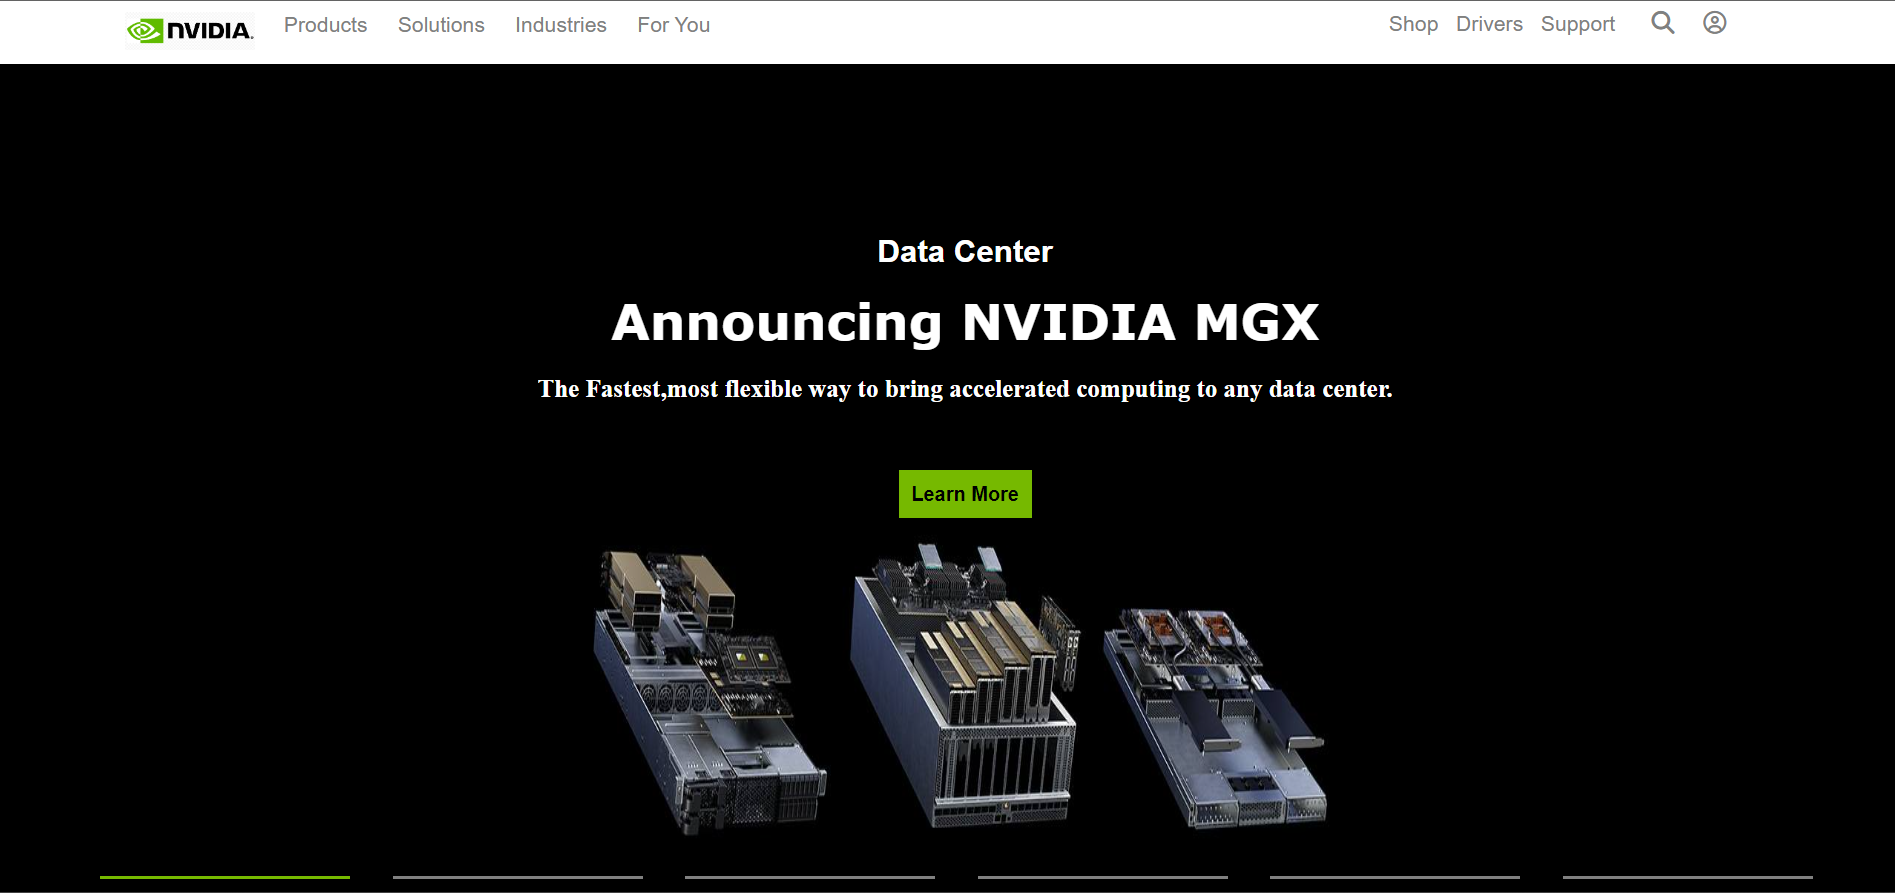 NVIDIA. Products Solutions Industries For You Shop Drivers Support
Data Center
Announcing NVIDIA MGX
The Fastest,most flexible way to bring accelerated computing to any data center.
Learn More